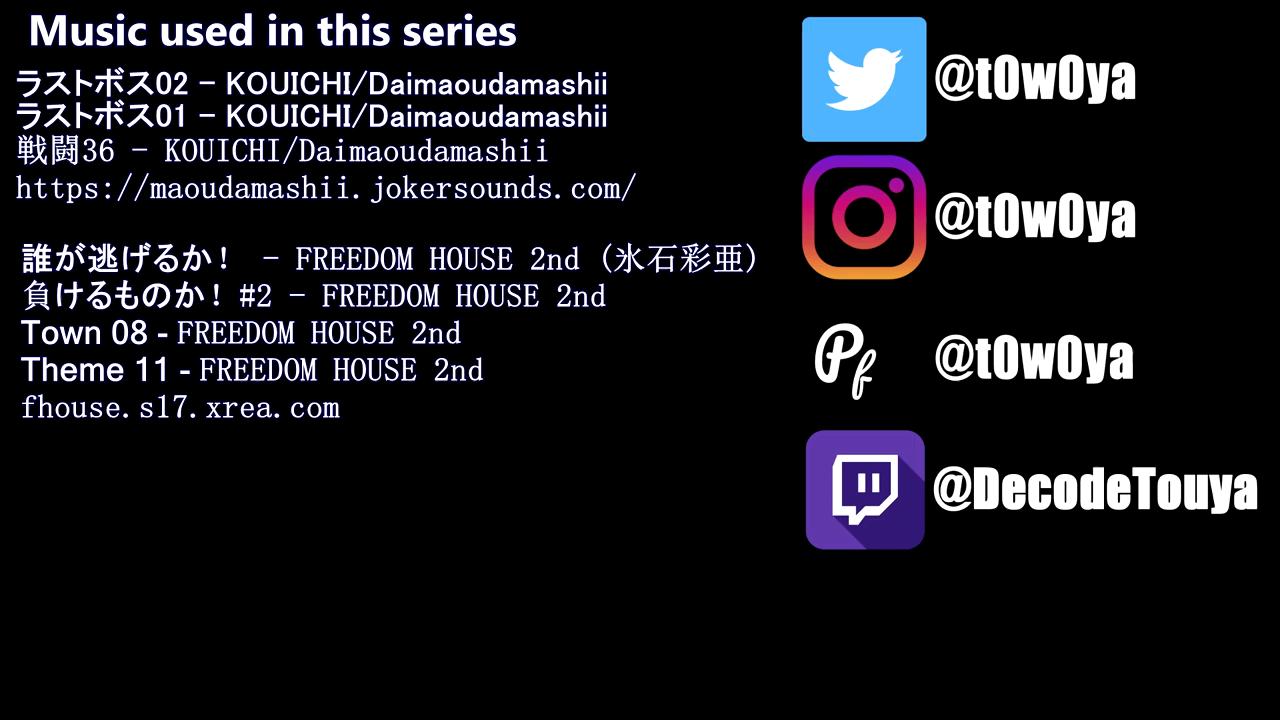 Music used in this series
ラストボス02 – KOUICHI/Daimaoudamashii
ラストボス01 – KOUICHI/Daimaoudamashii
戦闘36 – KOUICHI/Daimaoudamashii
https://maoudamashii.jokersounds.com/
誰が逃げるか！ – FREEDOM HOUSE 2nd (氷石彩亜)
負けるものか！#2 – FREEDOM HOUSE 2nd
Town 08 - FREEDOM HOUSE 2nd
Theme 11 - FREEDOM HOUSE 2nd
fhouse.s17.xrea.com
@t0w0ya
@t0w0ya
Pf @t0w0ya
@DecodeTouya